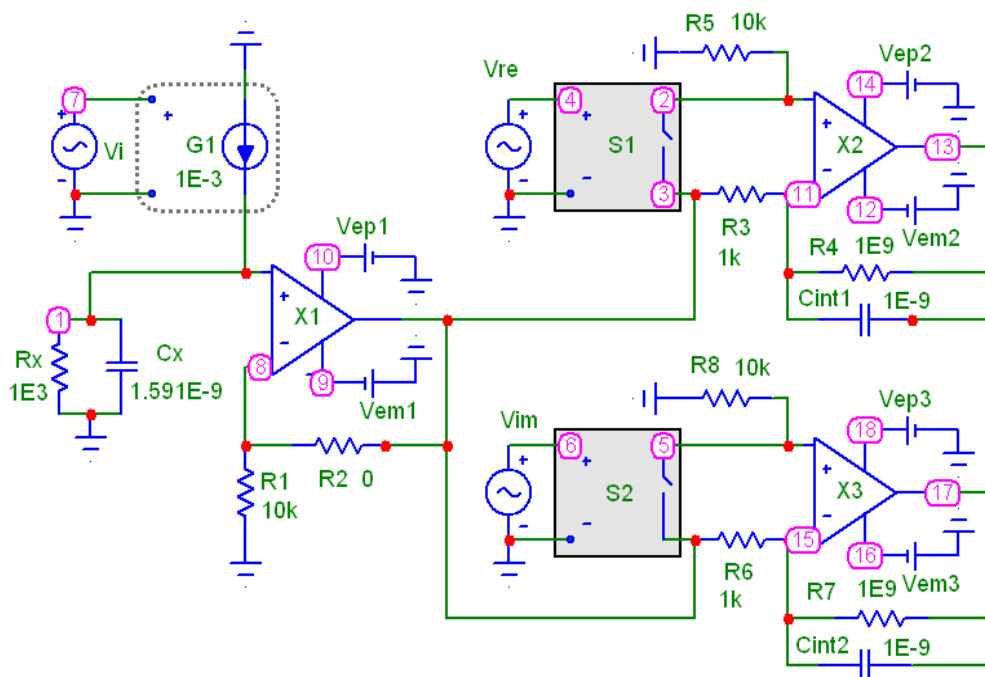 R5 10k
Vep2
Vre
7
4
2
14
+
+
+
+
+
Vi
G1
S1
X2
13
1E-3
-
-
-
3
11
12
R3
1k
Vem2
R4 1E9
Cint1 1E-9
Vep1
10
+
X1
1
-
8
9
Rx
1E3
Cx
1.591E-9
Vem1
R8 10k
Vep3
Vim
6
5
18
+
+
+
R2 0
R1
10k
S2
X3
17
-
-
-
15
16
R6
1k
Vem3
R7 1E9
Cint2 1E-9